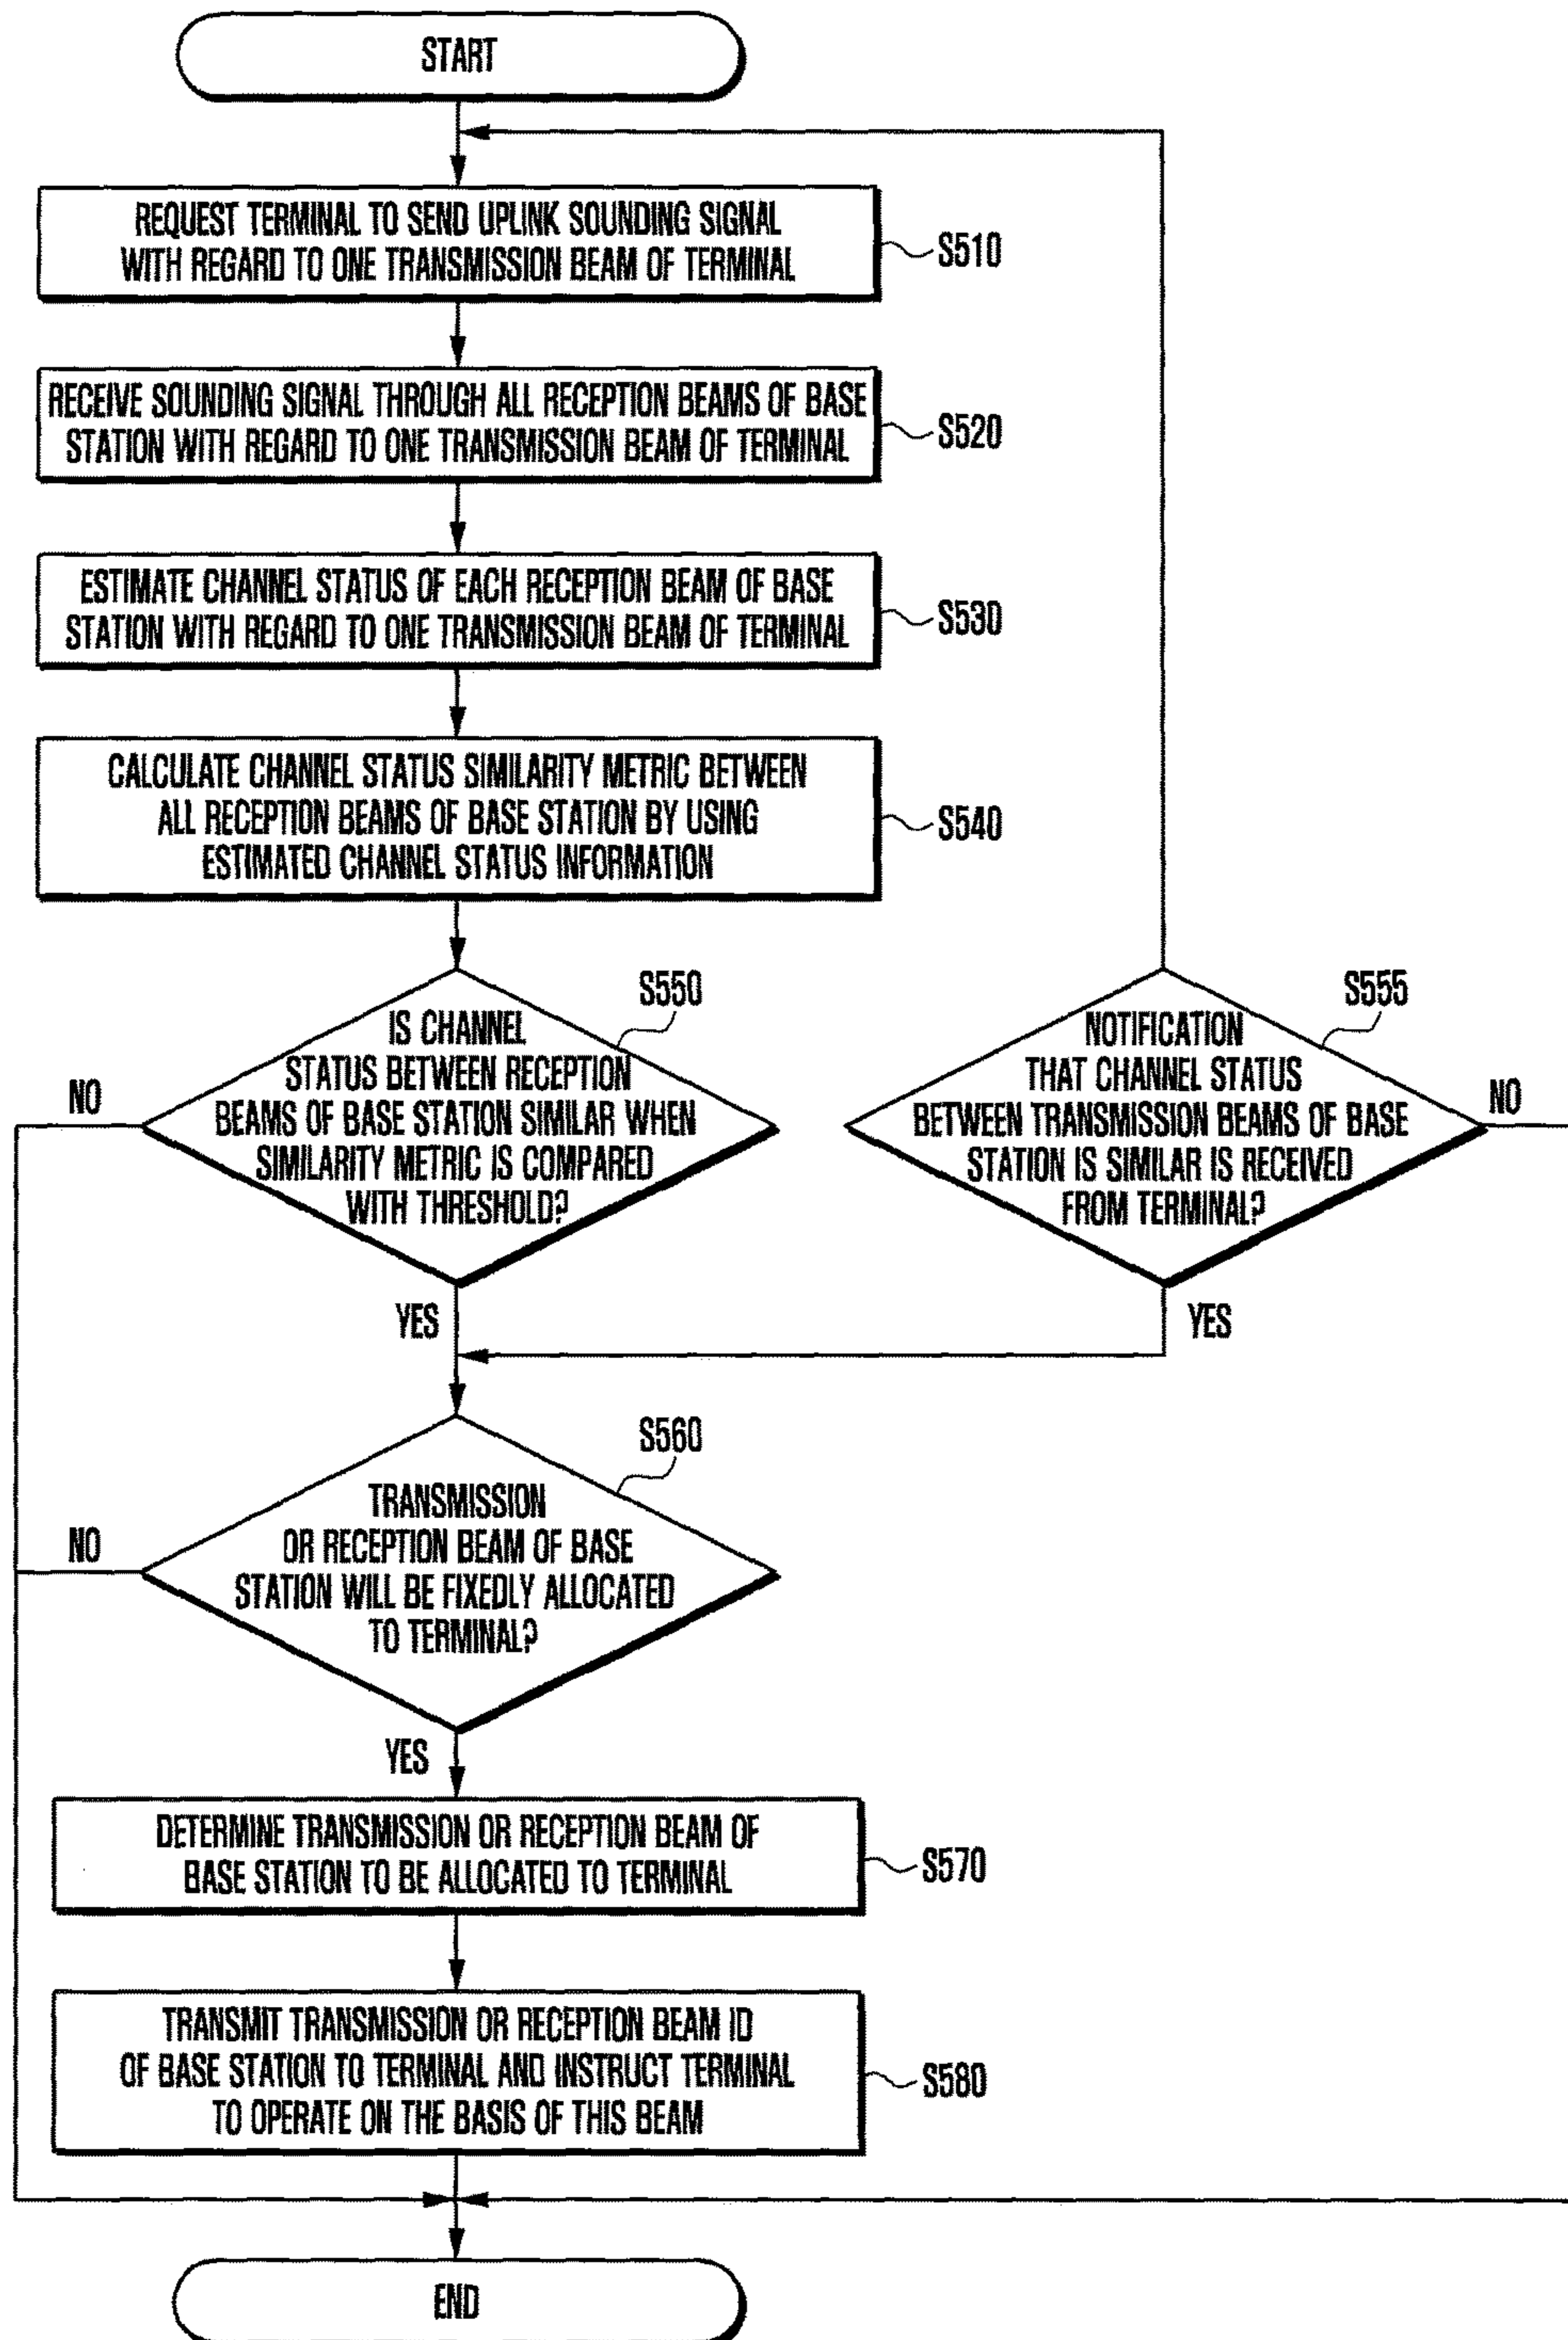 START
REQUEST TERMINAL TO SEND UPLINK SOUNDING SIGNAL
WITH REGARD TO ONE TRANSMISSION BEAM OF TERMINAL
S510
RECEIVE SOUNDING SIGNAL THROUGH ALL RECEPTION BEAMS OF BASE
STATION WITH REGARD TO ONE TRANSMISSION BEAM OF TERMINAL
S520
ESTIMATE CHANNEL STATUS OF EACH RECEPTION BEAM OF BASE
STATION WITH REGARD TO ONE TRANSMISSION BEAM OF TERMINAL
S530
CALCULATE CHANNEL STATUS SIMILARITY METRIC BETWEEN
ALL RECEPTION BEAMS OF BASE STATION BY USING
ESTIMATED CHANNEL STATUS INFORMATION
S540
S550
IS CHANNEL
STATUS BETWEEN RECEPTION
BEAMS OF BASE STATION SIMILAR WHEN
SIMILARITY METRIC IS COMPARED
WITH THRESHOLD?
NO
YES
S555
NOTIFICATION
THAT CHANNEL STATUS
BETWEEN TRANSMISSION BEAMS OF BASE
STATION IS SIMILAR IS RECEIVED
FROM TERMINAL?
NO
YES
S560
TRANSMISSION
OR RECEPTION BEAM OF BASE
STATION WILL BE FIXEDLY ALLOCATED
TO TERMINAL?
NO
YES
DETERMINE TRANSMISSION OR RECEPTION BEAM OF
BASE STATION TO BE ALLOCATED TO TERMINAL
S570
TRANSMIT TRANSMISSION OR RECEPTION BEAM ID
OF BASE STATION TO TERMINAL AND INSTRUCT TERMINAL
TO OPERATE ON THE BASIS OF THIS BEAM
S580
END